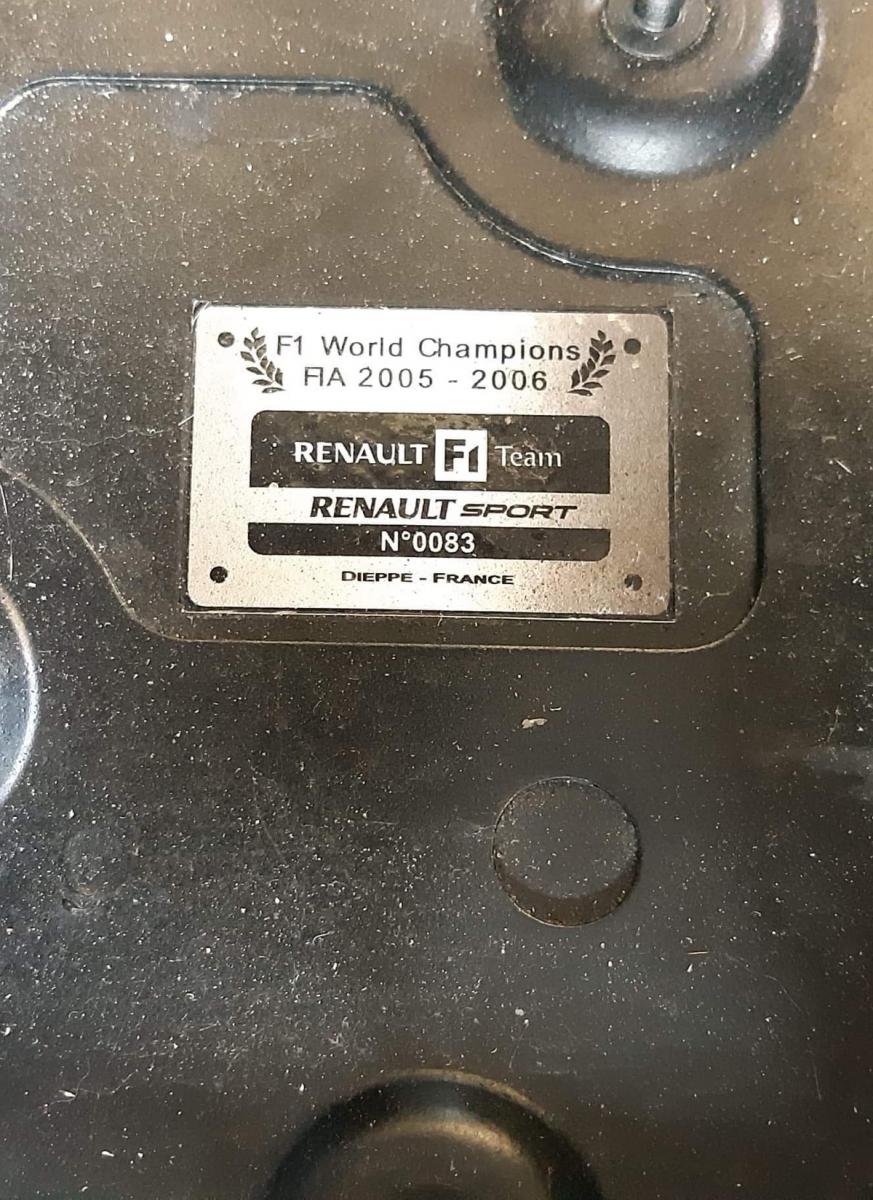 F1 World Champions
FIA 2005 - 2006
RENAULT F1 Team
RENAULT SPORT
N°0083
DIEPPE - FRANCE